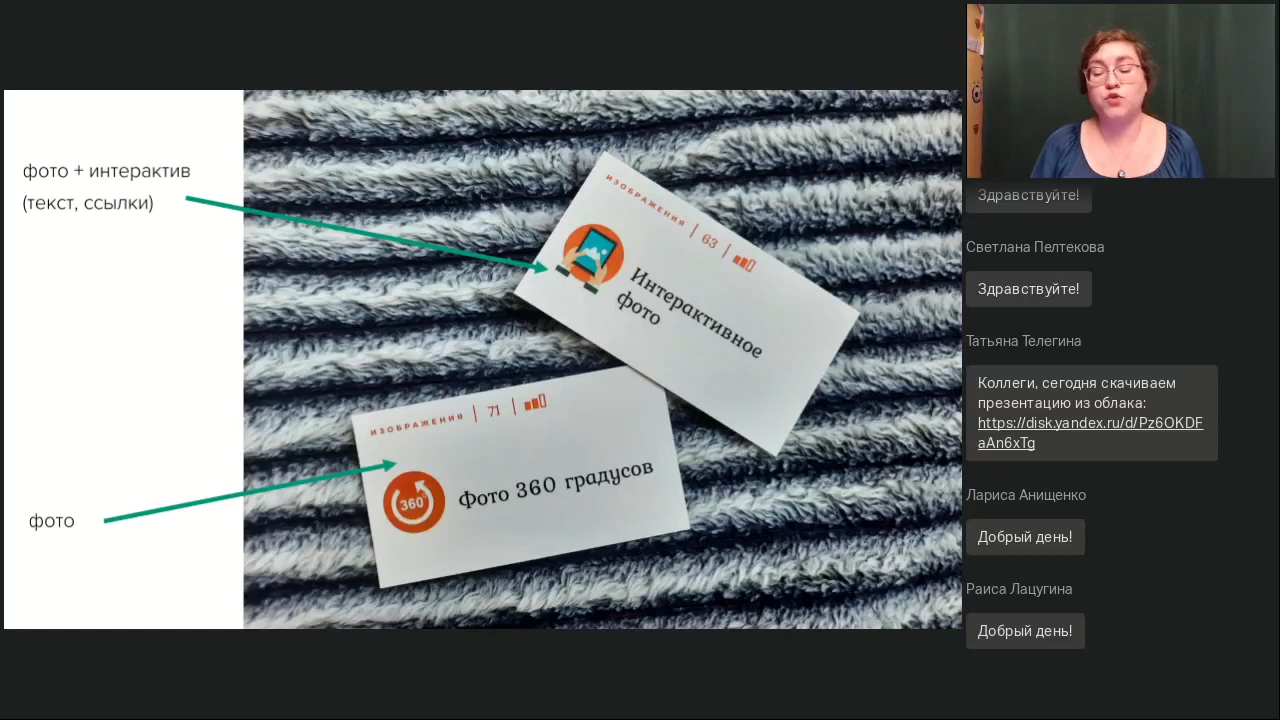 фото + интерактив
(текст, ссылки)
ИЗОБРАЖЕНИЯ | 63 |
Интерактивное
фото
ИЗОБРАЖЕНИЯ | 71 |
360°
Фото 360 градусов
фото
Здравствуйте!
Светлана Пелтекова
Здравствуйте!
Татьяна Телегина
Коллеги, сегодня скачиваем
презентацию из облака:
https://disk.yandex.ru/d/Pz6OKDF
aAn6xTg
Лариса Анищенко
Добрый день!
Раиса Лацугина
Добрый день!